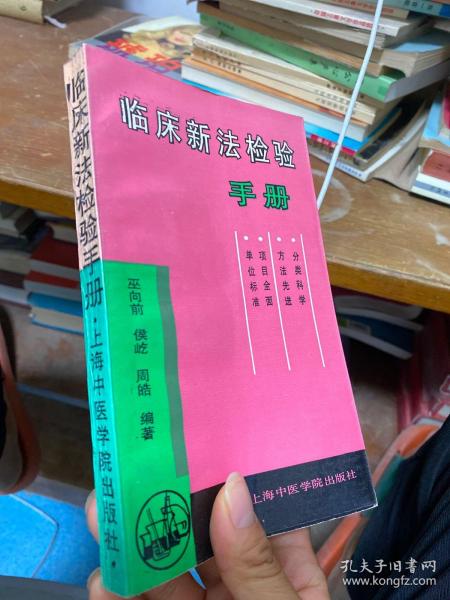 临床新法检验
手册
分类科学
方法先进
项目全面
单位标准
巫向前 侯屹 周皓 编著
上海中医学院出版社
临床新法检验手册·上海中医学院出版社·
孔夫子旧书网
www.kongfz.com